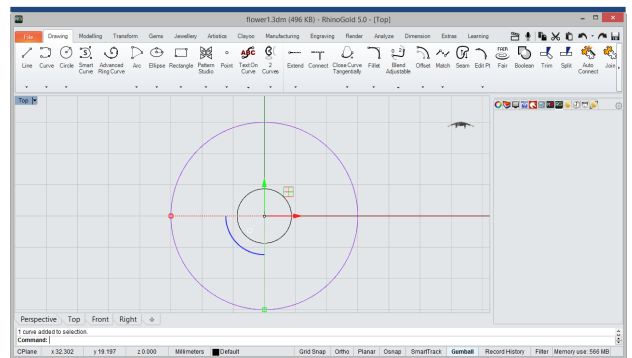 flower1.3dm (496 KB) - RhinoGold 5.0 - [Top]
File Drawing Modelling Transform Gems Jewellery Artistics Clayoo Manufacturing Engraving Render Analyze Dimension Extras Learning
Line Curve Circle Smart Curve Advanced Ring Curve Arc Ellipse Rectangle Pattern Studio Point Text On Curve 2 Curves Extend Connect Close Curve Tangentially Fillet Blend Adjustable Offset Match Seam Edit Pt Fair Boolean Trim Split Auto Connect Join
Top
Perspective Top Front Right
1 curve added to selection.
Command:
CPlane x 32.302 y 19.197 z 0.000 Millimeters Default Grid Snap Ortho Planar Osnap SmartTrack Gumball Record History Filter Memory use: 566 MB